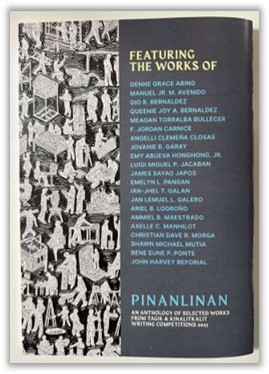 FEATURING
THE WORKS OF
GENNE GRACE ABING
MANUEL JR. M. AVENIDO
GIO R. BERNALDEZ
QUEENIE JOY A. BERNALDEZ
MEAGAN TORRALBA BULLECER
F. JORDAN CARNICE
ANGELLI CLEMEÑA CLOSAS
JOVANIE B. GARAY
EMY ABUEVA HONGHONG, JR.
LUIGI MIGUEL P. JACABAN
JAMES SAYAO JAPOS
EMELYN L. PANGAN
IAN-JHEL T. GALAN
JAN LEMUEL L. GALERO
ARIEL B. LOGROÑO
AMMIEL B. MAESTRADO
AXELLE C. MANHILOT
CHRISTIAN DAVE R. MORGA
SHAWN MICHAEL MUTIA
RENE EUNE P. PONTE
JOHN HARVEY REFORIAL
PINANLINAN
AN ANTHOLOGY OF SELECTED WORKS
FROM TAGIK & KINALITKALIT
WRITING COMPETITIONS